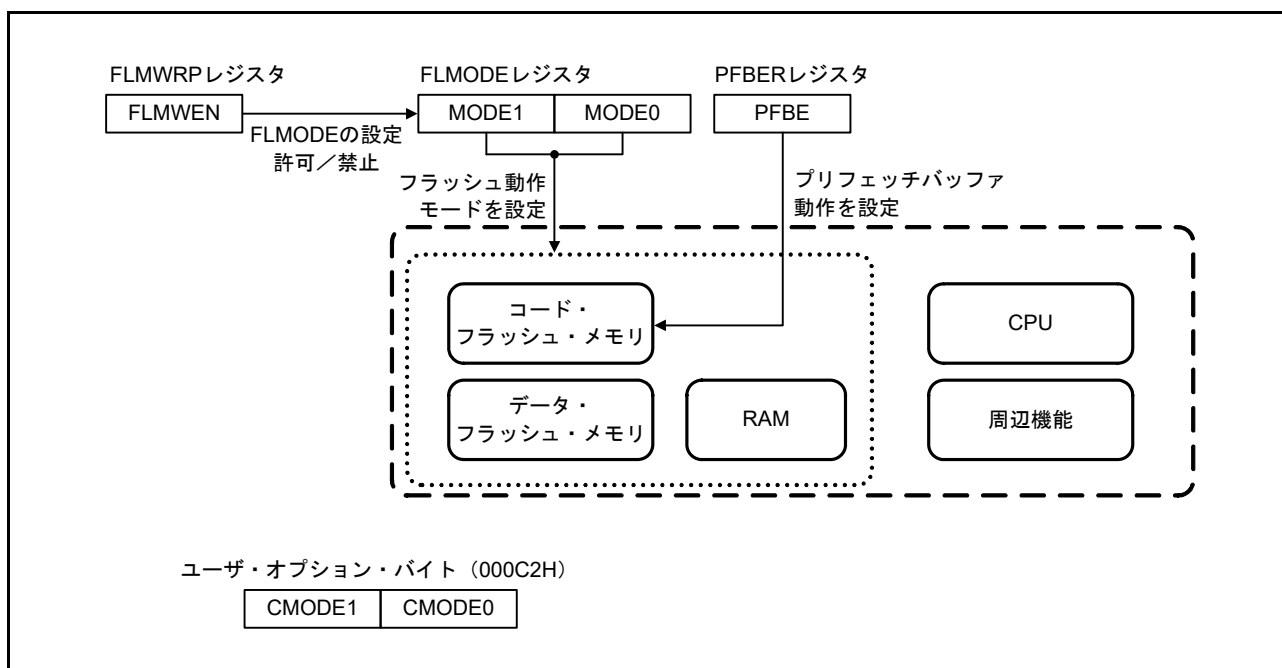 FLMWRPレジスタ
FLMODEレジスタ
PFBERレジスタ
FLMWEN
MODE1
MODE0
PFBE
FLMODEの設定
許可／禁止
フラッシュ動作
モードを設定
プリフェッチバッファ
動作を設定
コード・
フラッシュ・メモリ
CPU
データ・
フラッシュ・メモリ
RAM
周辺機能
ユーザ・オプション・バイト（000C2H）
CMODE1
CMODE0